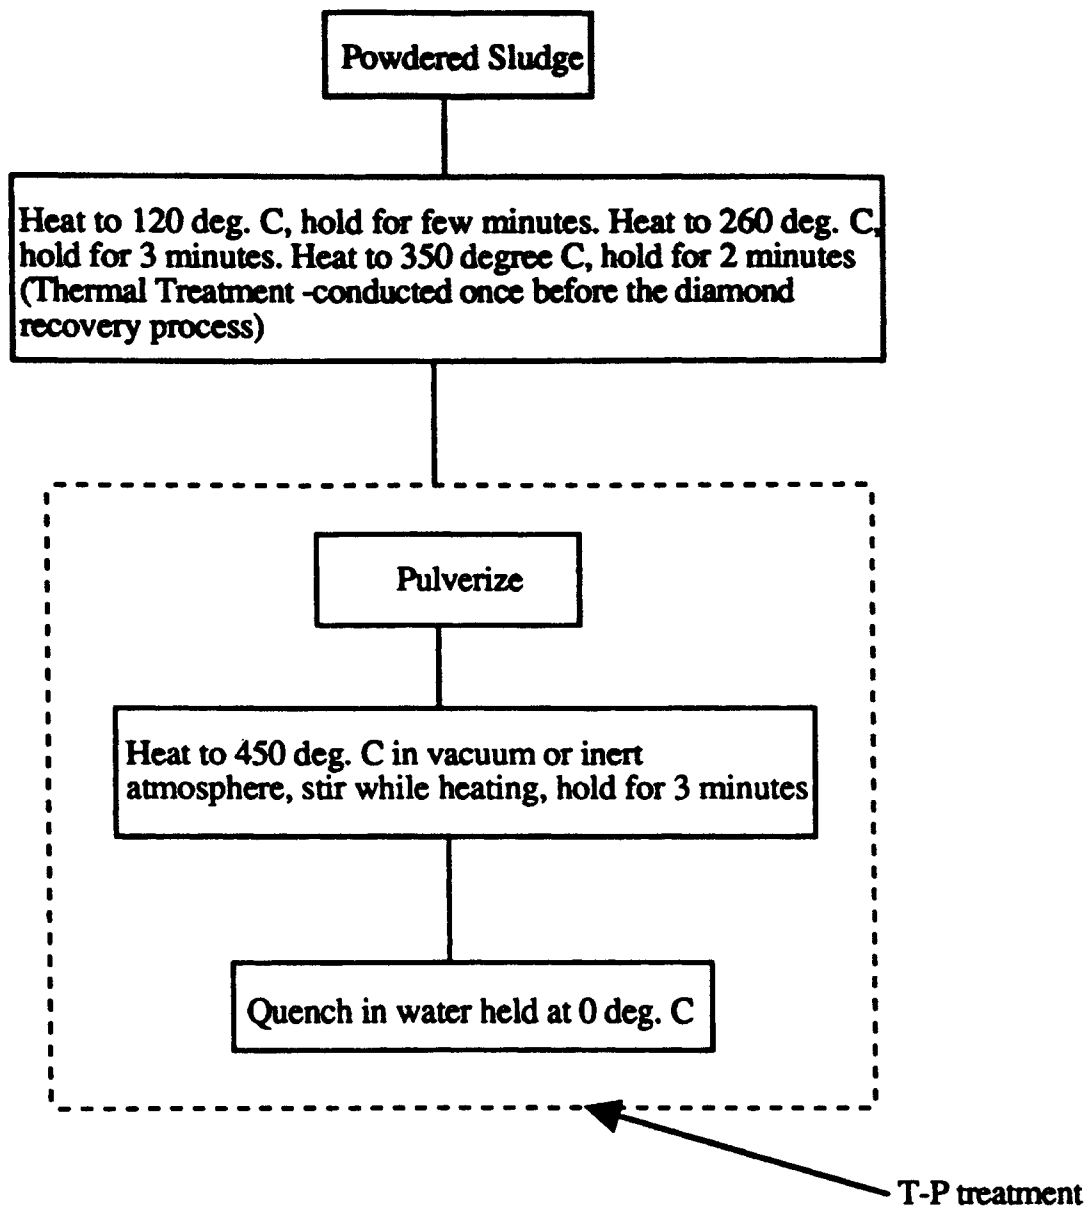 Powdered Sludge
Heat to 120 deg. C, hold for few minutes. Heat to 260 deg. C,
hold for 3 minutes. Heat to 350 degree C, hold for 2 minutes
(Thermal Treatment -conducted once before the diamond
recovery process)
Pulverize
Heat to 450 deg. C in vacuum or inert
atmosphere, stir while heating, hold for 3 minutes
Quench in water held at 0 deg. C
T-P treatment